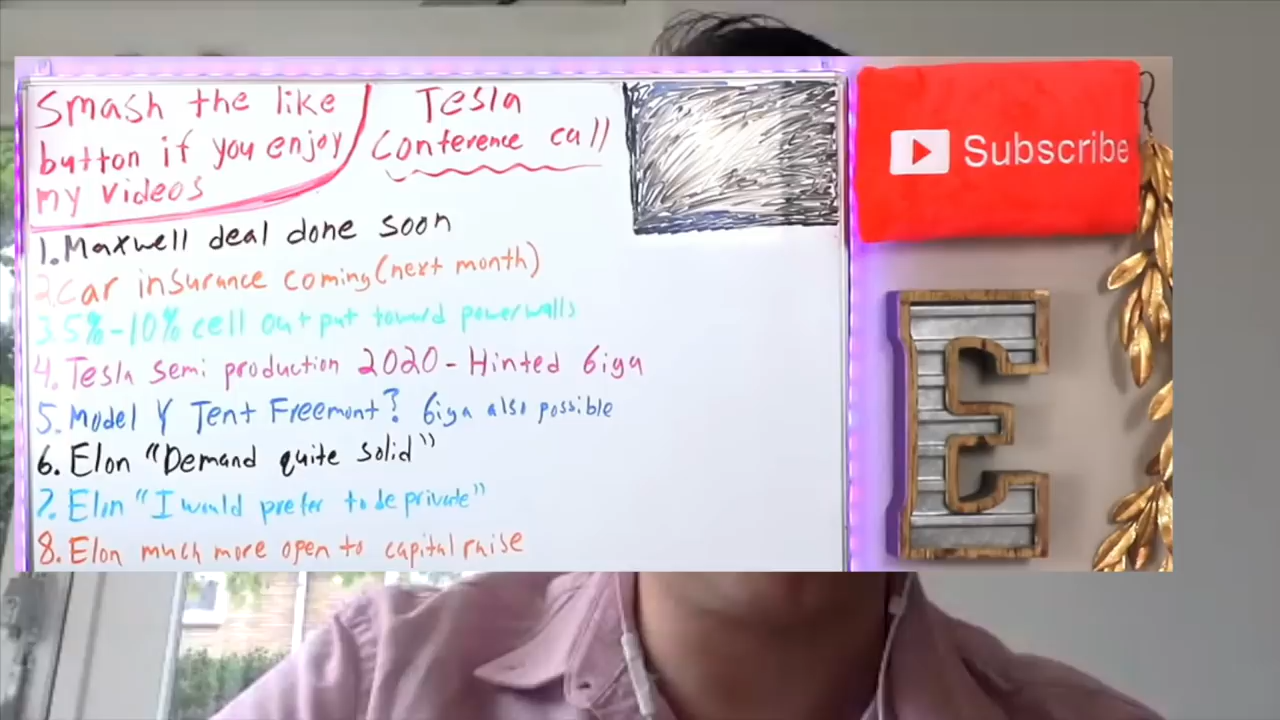 Smash the like
button if you enjoy
my videos
Tesla
Conference call
Subscribe
1. Maxwell deal done soon
2. Car insurance coming (next month)
3. 5%-10% cell output toward powerwalls
4. Tesla semi production 2020 - Hinted Giga
5. Model Y Tent Freemont? Giga also possible
6. Elon "Demand quite solid"
7. Elon "I would prefer to be private"
8. Elon much more open to capital raise
E